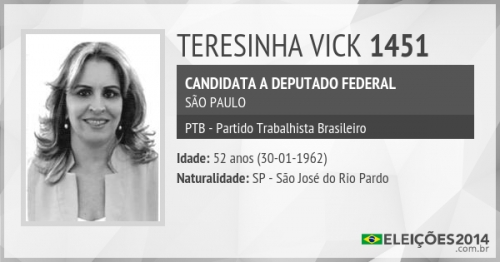 TERESINHA VICK 1451
CANDIDATA A DEPUTADO FEDERAL
SÃO PAULO
PTB - Partido Trabalhista Brasileiro
Idade: 52 anos (30-01-1962)
Naturalidade: SP - São José do Rio Pardo
ELEIÇÕES2014
.com.br